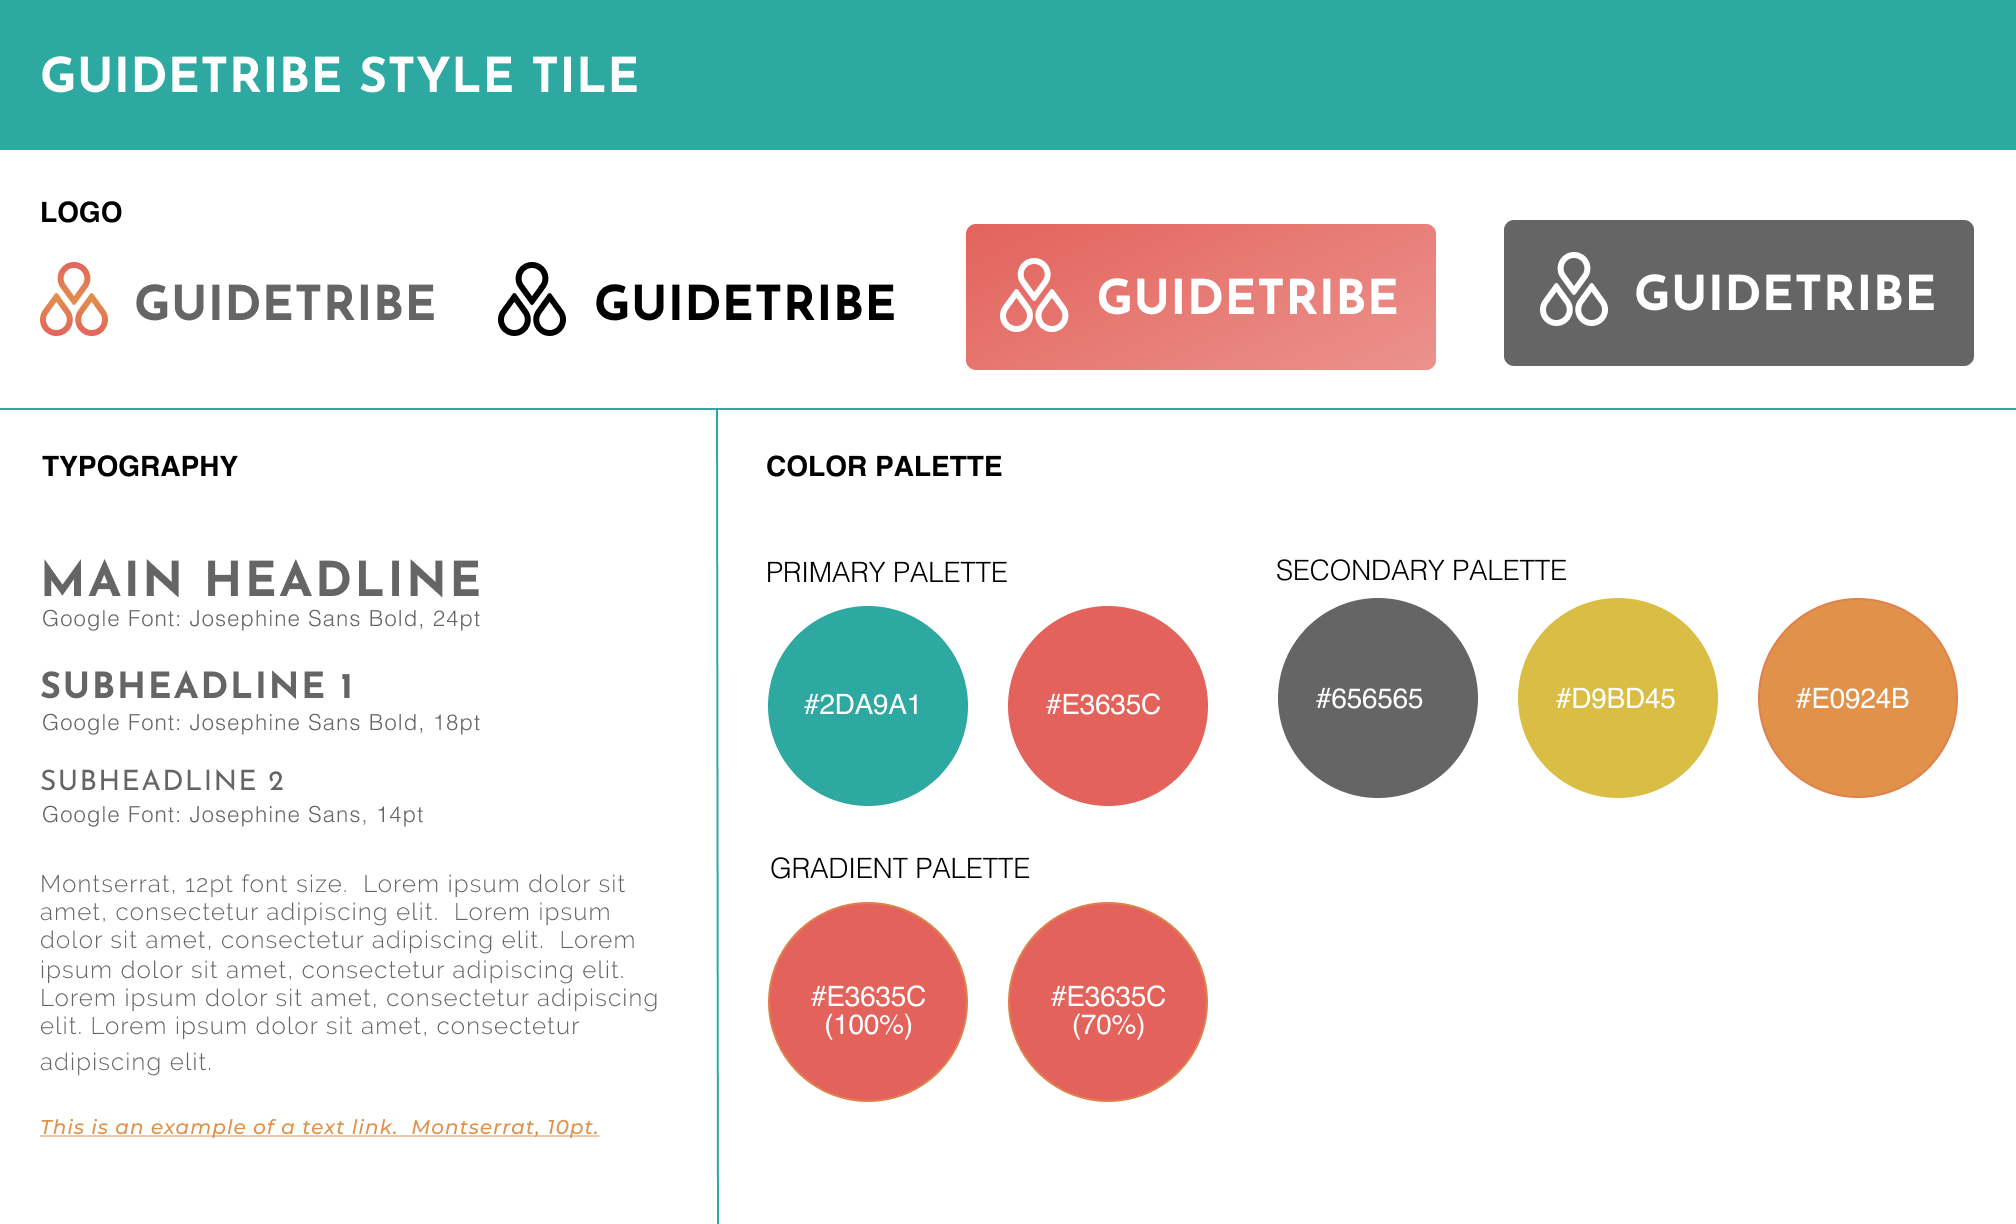 GUIDETRIBE STYLE TILE
LOGO
GUIDETRIBE
GUIDETRIBE
GUIDETRIBE
GUIDETRIBE
TYPOGRAPHY
MAIN HEADLINE
Google Font: Josephine Sans Bold, 24pt
SUBHEADLINE 1
Google Font: Josephine Sans Bold, 18pt
SUBHEADLINE 2
Google Font: Josephine Sans, 14pt
Montserrat, 12pt font size.  Lorem ipsum dolor sit
amet, consectetur adipiscing elit.  Lorem ipsum
dolor sit amet, consectetur adipiscing elit.  Lorem
ipsum dolor sit amet, consectetur adipiscing elit.
Lorem ipsum dolor sit amet, consectetur adipiscing
elit. Lorem ipsum dolor sit amet, consectetur
adipiscing elit.
This is an example of a text link.  Montserrat, 10pt.
COLOR PALETTE
PRIMARY PALETTE
#2DA9A1
#E3635C
SECONDARY PALETTE
#656565
#D9BD45
#E0924B
GRADIENT PALETTE
#E3635C
(100%)
#E3635C
(70%)